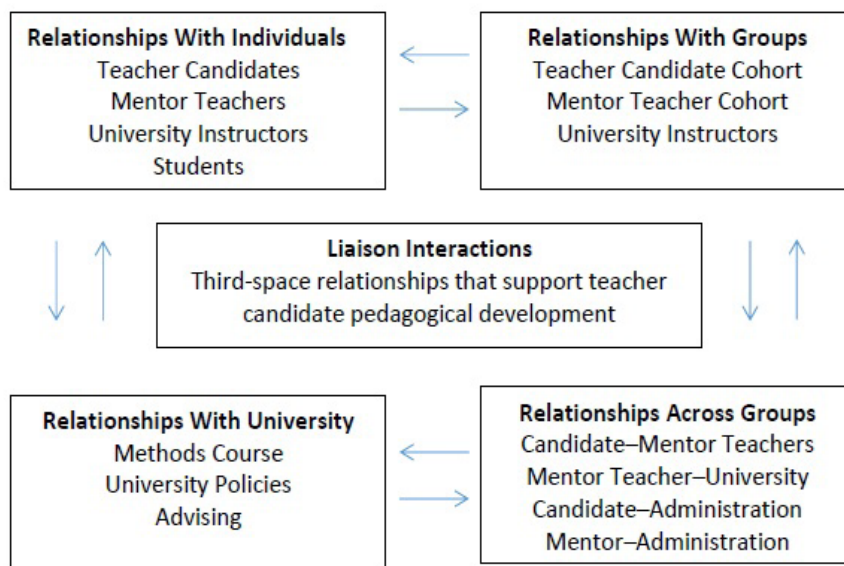 Relationships With Individuals
Teacher Candidates
Mentor Teachers
University Instructors
Students
Relationships With Groups
Teacher Candidate Cohort
Mentor Teacher Cohort
University Instructors
Liaison Interactions
Third-space relationships that support teacher
candidate pedagogical development
Relationships With University
Methods Course
University Policies
Advising
Relationships Across Groups
Candidate–Mentor Teachers
Mentor Teacher–University
Candidate–Administration
Mentor–Administration